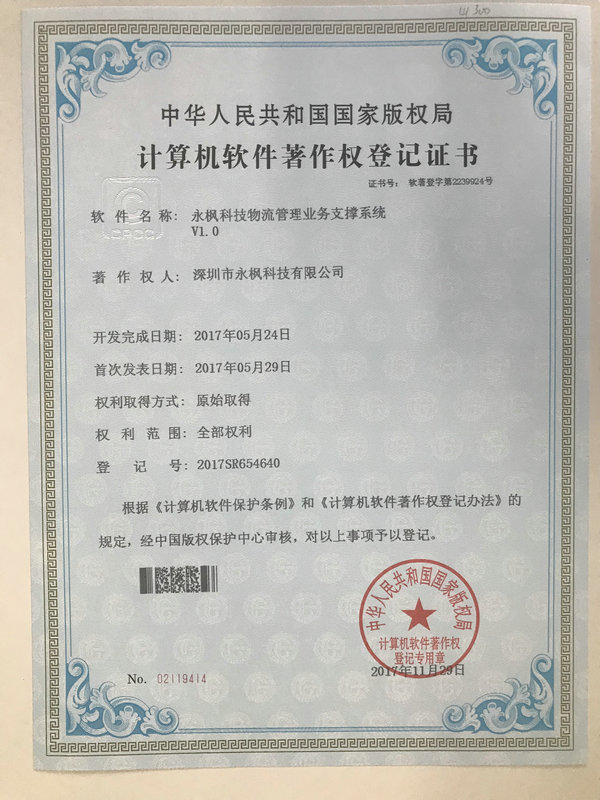 中华人民共和国国家版权局
计算机软件著作权登记证书
证书号: 软著登字第2239924号
软件名称: 永枫科技物流管理业务支撑系统
V1.0
著作权人: 深圳市永枫科技有限公司
开发完成日期: 2017年05月24日
首次发表日期: 2017年05月29日
权利取得方式: 原始取得
权利范围: 全部权利
登记号: 2017SR654640
根据《计算机软件保护条例》和《计算机软件著作权登记办法》的
规定,经中国版权保护中心审核,对以上事项予以登记。
中华人民共和国国家版权局
计算机软件著作权
登记专用章
2017年11月29日
No. 02119414
CPCC